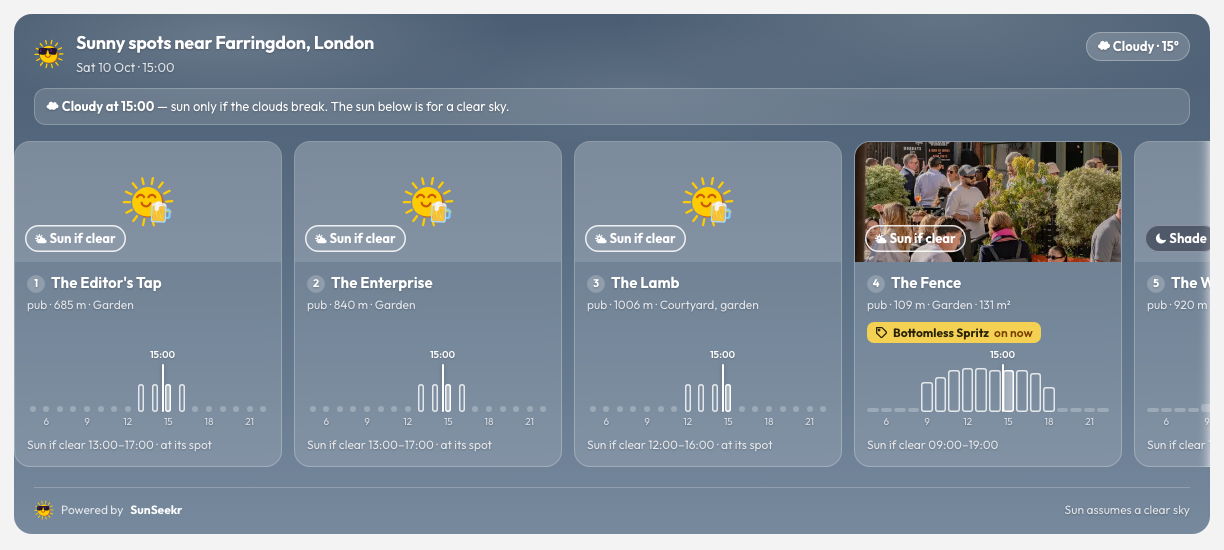 Sunny spots near Farringdon, London
Sat 10 Oct · 15:00
Cloudy · 15°
Cloudy at 15:00 — sun only if the clouds break. The sun below is for a clear sky.
Sun if clear
1 The Editor's Tap
pub · 685 m · Garden
15:00
6 9 12 15 18 21
Sun if clear 13:00–17:00 · at its spot
Sun if clear
2 The Enterprise
pub · 840 m · Garden
15:00
6 9 12 15 18 21
Sun if clear 13:00–17:00 · at its spot
Sun if clear
3 The Lamb
pub · 1006 m · Courtyard, garden
15:00
6 9 12 15 18 21
Sun if clear 12:00–16:00 · at its spot
Sun if clear
4 The Fence
pub · 109 m · Garden · 131 m²
Bottomless Spritz on now
15:00
6 9 12 15 18 21
Sun if clear 09:00–19:00
Shade
5 The
pub · 920 m
6
Sun if clear
Powered by SunSeekr
Sun assumes a clear sky